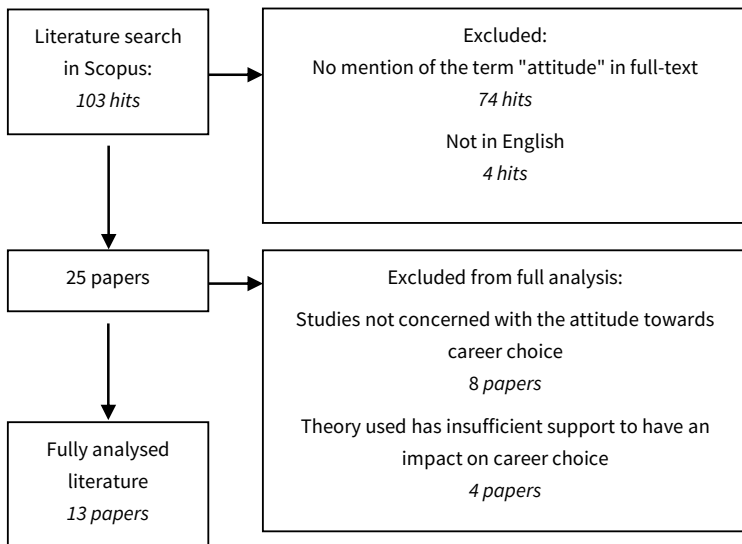 Literature search
in Scopus:
103 hits
Excluded:
No mention of the term "attitude" in full-text
74 hits
Not in English
4 hits
25 papers
Excluded from full analysis:
Studies not concerned with the attitude towards
career choice
8 papers
Theory used has insufficient support to have an
impact on career choice
4 papers
Fully analysed
literature
13 papers